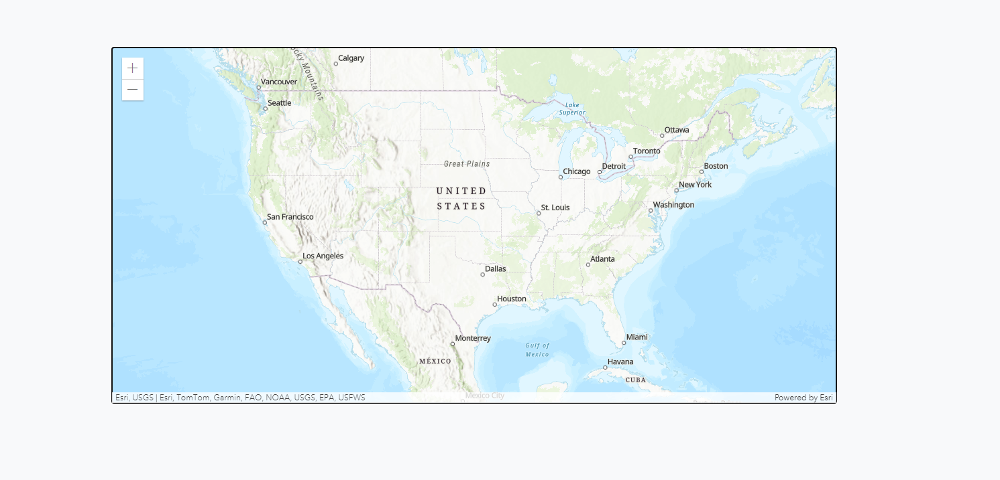 ocky Mountains
Calgary
Vancouver
Seattle
Lake
Superior
Ottawa
Toronto
Great Plains
Chicago
Detroit
Boston
New York
UNITED
STATES
St. Louis
Washington
San Francisco
Los Angeles
Atlanta
Dallas
Houston
Monterrey
Miami
Gulf of
Mexico
MÉXICO
Havana
CUBA
Mexico City
Esri, USGS | Esri, TomTom, Garmin, FAO, NOAA, USGS, EPA, USFWS
Powered by Esri